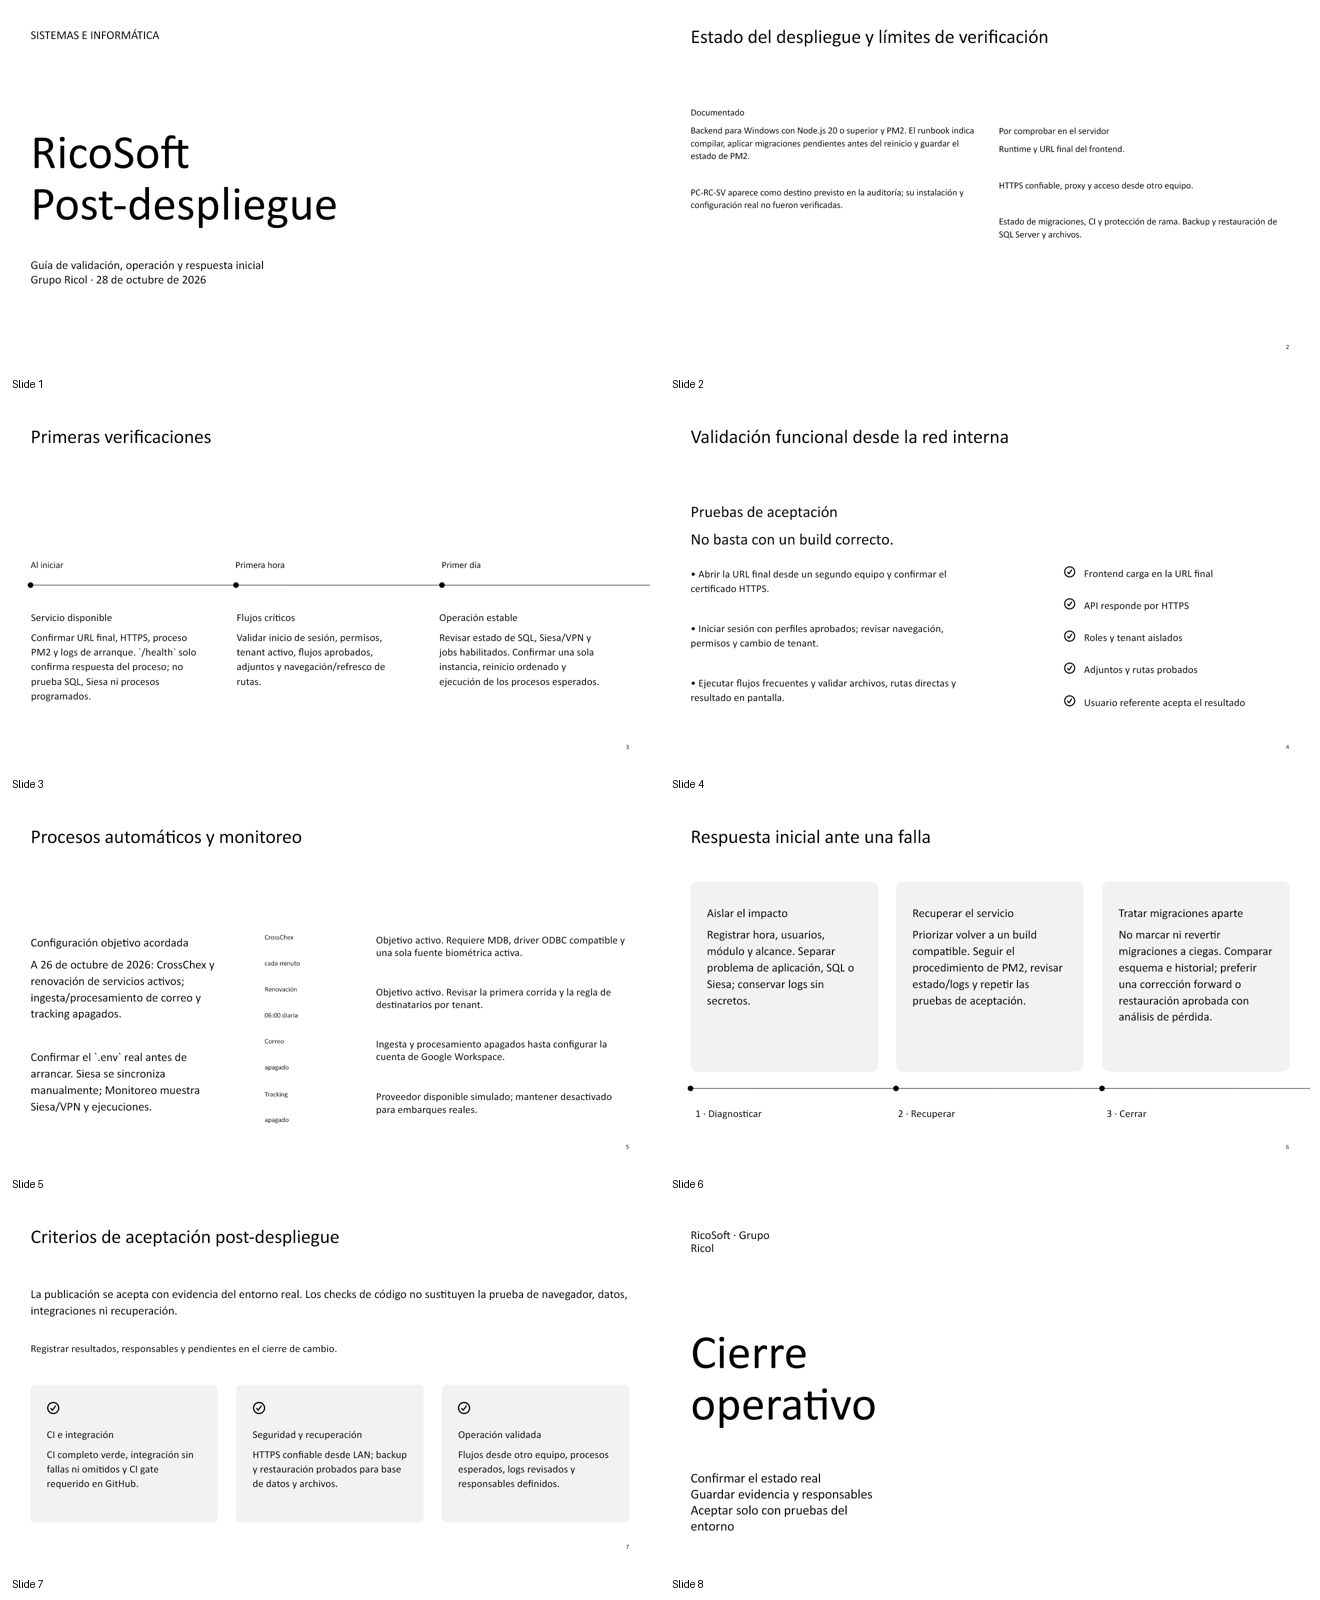 SISTEMAS E INFORMÁTICA
RicoSoft
Post-despliegue
Guía de validación, operación y respuesta inicial
Grupo Ricol · 28 de octubre de 2026
Slide 1
Estado del despliegue y límites de verificación
Documentado
Backend para Windows con Node.js 20 o superior y PM2. El runbook indica
compilar, aplicar migraciones pendientes antes del reinicio y guardar el
estado de PM2.
PC-RC-SV aparece como destino previsto en la auditoría; su instalación y
configuración real no fueron verificadas.
Por comprobar en el servidor
Runtime y URL final del frontend.
HTTPS confiable, proxy y acceso desde otro equipo.
Estado de migraciones, CI y protección de rama. Backup y restauración de
SQL Server y archivos.
2
Slide 2
Primeras verificaciones
Al iniciar
Primera hora
Primer día
Servicio disponible
Confirmar URL final, HTTPS, proceso
PM2 y logs de arranque. `/health` solo
confirma respuesta del proceso; no
prueba SQL, Siesa ni procesos
programados.
Flujos críticos
Validar inicio de sesión, permisos,
tenant activo, flujos aprobados,
adjuntos y navegación/refresco de
rutas.
Operación estable
Revisar estado de SQL, Siesa/VPN y
jobs habilitados. Confirmar una sola
instancia, reinicio ordenado y
ejecución de los procesos esperados.
3
Slide 3
Validación funcional desde la red interna
Pruebas de aceptación
No basta con un build correcto.
• Abrir la URL final desde un segundo equipo y confirmar el
certificado HTTPS.
• Iniciar sesión con perfiles aprobados; revisar navegación,
permisos y cambio de tenant.
• Ejecutar flujos frecuentes y validar archivos, rutas directas y
resultado en pantalla.
Frontend carga en la URL final
API responde por HTTPS
Roles y tenant aislados
Adjuntos y rutas probados
Usuario referente acepta el resultado
4
Slide 4
Procesos automáticos y monitoreo
Configuración objetivo acordada
A 26 de octubre de 2026: CrossChex y
renovación de servicios activos;
ingesta/procesamiento de correo y
tracking apagados.
Confirmar el `.env` real antes de
arrancar. Siesa se sincroniza
manualmente; Monitoreo muestra
Siesa/VPN y ejecuciones.
CrossChex
cada minuto
Objetivo activo. Requiere MDB, driver ODBC compatible y
una sola fuente biométrica activa.
Renovación
06:00 diaria
Objetivo activo. Revisar la primera corrida y la regla de
destinatarios por tenant.
Correo
apagado
Ingesta y procesamiento apagados hasta configurar la
cuenta de Google Workspace.
Tracking
apagado
Proveedor disponible simulado; mantener desactivado
para embarques reales.
5
Slide 5
Respuesta inicial ante una falla
Aislar el impacto
Registrar hora, usuarios,
módulo y alcance. Separar
problema de aplicación, SQL o
Siesa; conservar logs sin
secretos.
Recuperar el servicio
Priorizar volver a un build
compatible. Seguir el
procedimiento de PM2, revisar
estado/logs y repetir las
pruebas de aceptación.
Tratar migraciones aparte
No marcar ni revertir
migraciones a ciegas. Comparar
esquema e historial; preferir
una corrección forward o
restauración aprobada con
análisis de pérdida.
1 · Diagnosticar
2 · Recuperar
3 · Cerrar
6
Slide 6
Criterios de aceptación post-despliegue
La publicación se acepta con evidencia del entorno real. Los checks de código no sustituyen la prueba de navegador, datos,
integraciones ni recuperación.
Registrar resultados, responsables y pendientes en el cierre de cambio.
CI e integración
CI completo verde, integración sin
fallas ni omitidos y CI gate
requerido en GitHub.
Seguridad y recuperación
HTTPS confiable desde LAN; backup
y restauración probados para base
de datos y archivos.
Operación validada
Flujos desde otro equipo, procesos
esperados, logs revisados y
responsables definidos.
7
Slide 7
RicoSoft · Grupo
Ricol
Cierre
operativo
Confirmar el estado real
Guardar evidencia y responsables
Aceptar solo con pruebas del
entorno
Slide 8